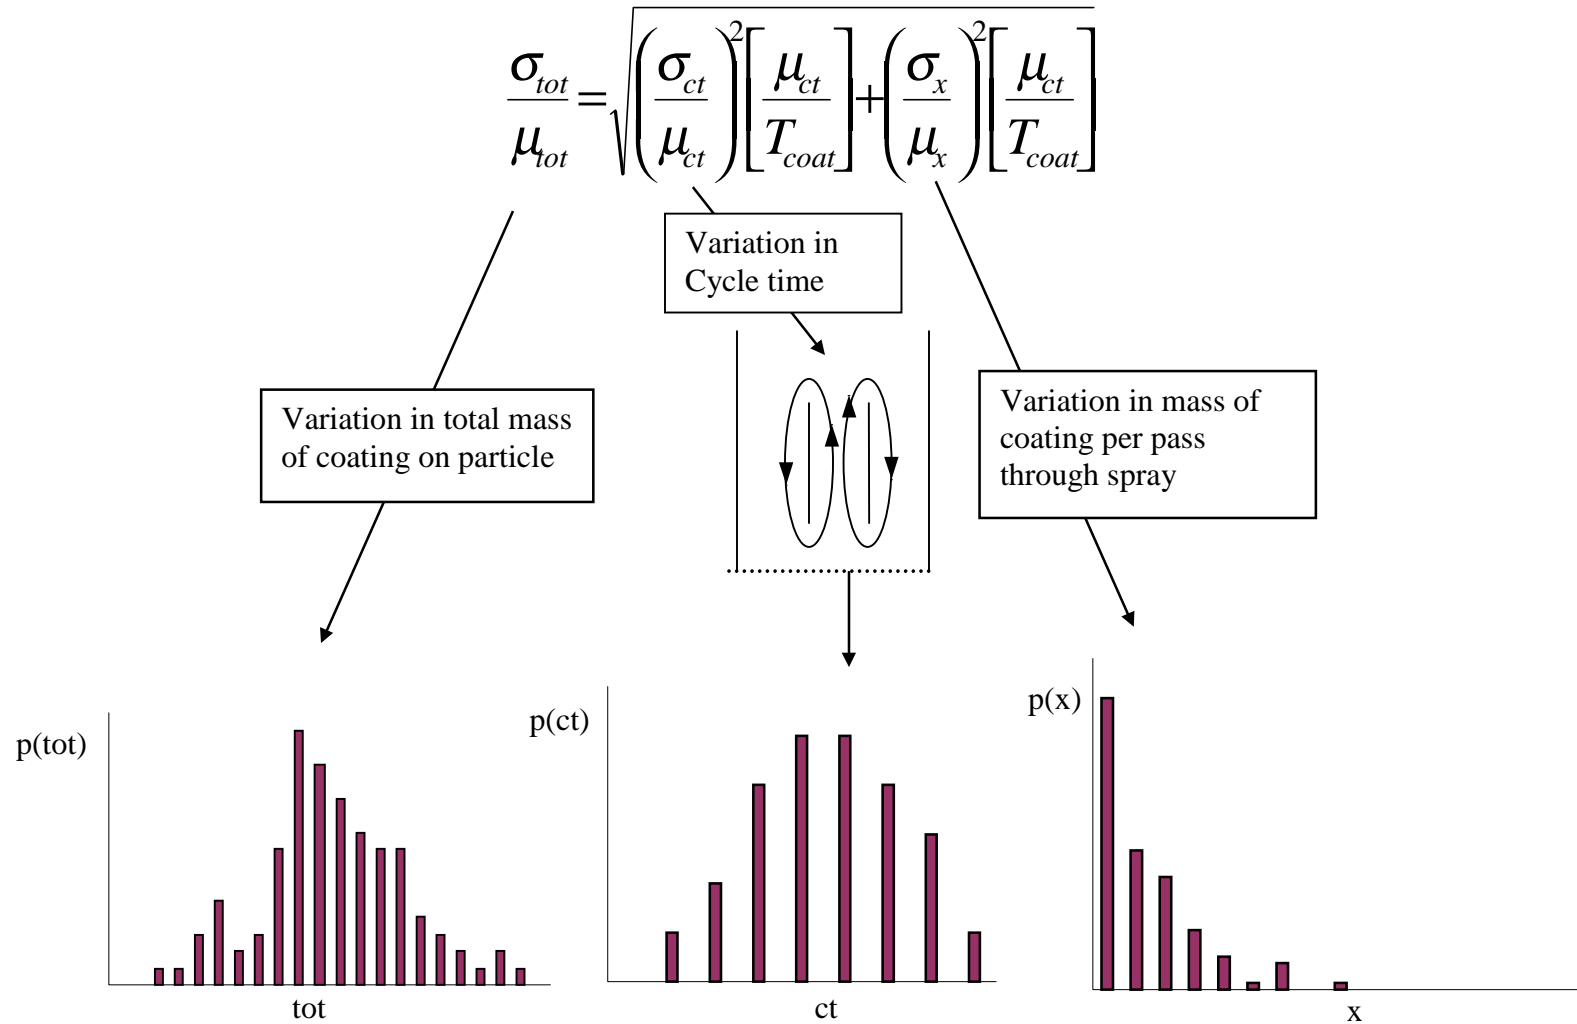 σ_tot/μ_tot = √((σ_ct/μ_ct)²[μ_ct/T_coat] + (σ_x/μ_x)²[μ_ct/T_coat])
Variation in
Cycle time
Variation in total mass
of coating on particle
Variation in mass of
coating per pass
through spray
p(tot)
tot
p(ct)
ct
p(x)
x